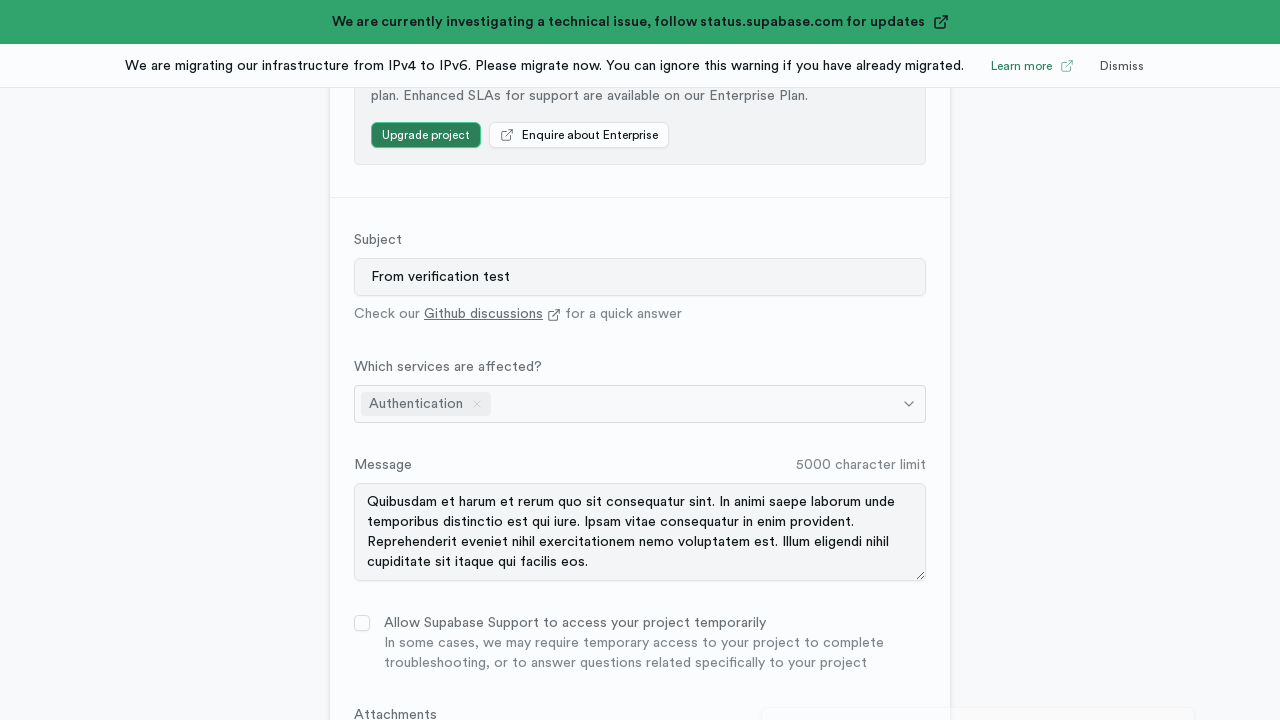 We are currently investigating a technical issue, follow status.supabase.com for updates
We are migrating our infrastructure from IPv4 to IPv6. Please migrate now. You can ignore this warning if you have already migrated. Learn more Dismiss
plan. Enhanced SLAs for support are available on our Enterprise Plan.
Upgrade project Enquire about Enterprise
Subject
From verification test
Check our Github discussions for a quick answer
Which services are affected?
Authentication
Message 5000 character limit
Quibusdam et harum et rerum quo sit consequatur sint. In animi saepe laborum unde
temporibus distinctio est qui iure. Ipsam vitae consequatur in enim provident.
Reprehenderit eveniet nihil exercitationem nemo voluptatem est. Illum eligendi nihil
cupiditate sit itaque qui facilis eos.
Allow Supabase Support to access your project temporarily
In some cases, we may require temporary access to your project to complete
troubleshooting, or to answer questions related specifically to your project
Attachments